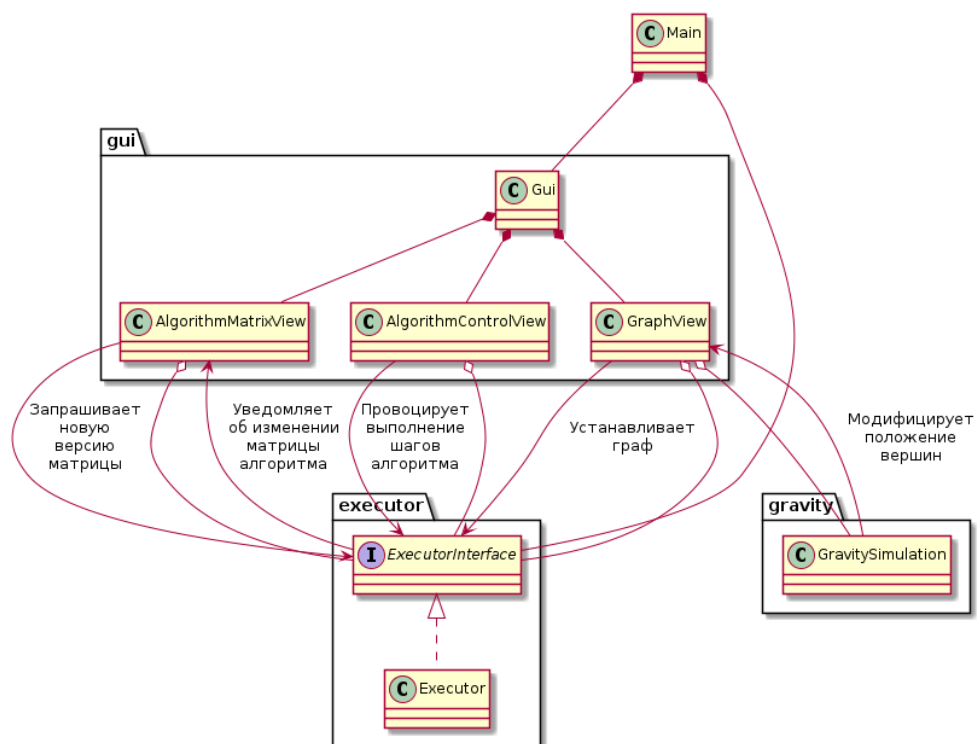 C Main
gui
C Gui
C AlgorithmMatrixView
C AlgorithmControlView
C GraphView
Запрашивает
новую
версию
матрицы
Уведомляет
об изменении
матрицы
алгоритма
Провоцирует
выполнение
шагов
алгоритма
Устанавливает
граф
Модифицирует
положение
вершин
executor
I ExecutorInterface
C Executor
gravity
C GravitySimulation